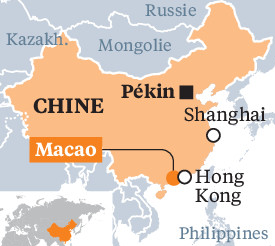 Russie
Kazakh.
Mongolie
Pékin
CHINE
Shanghai
Macao
Hong
Kong
Philippines